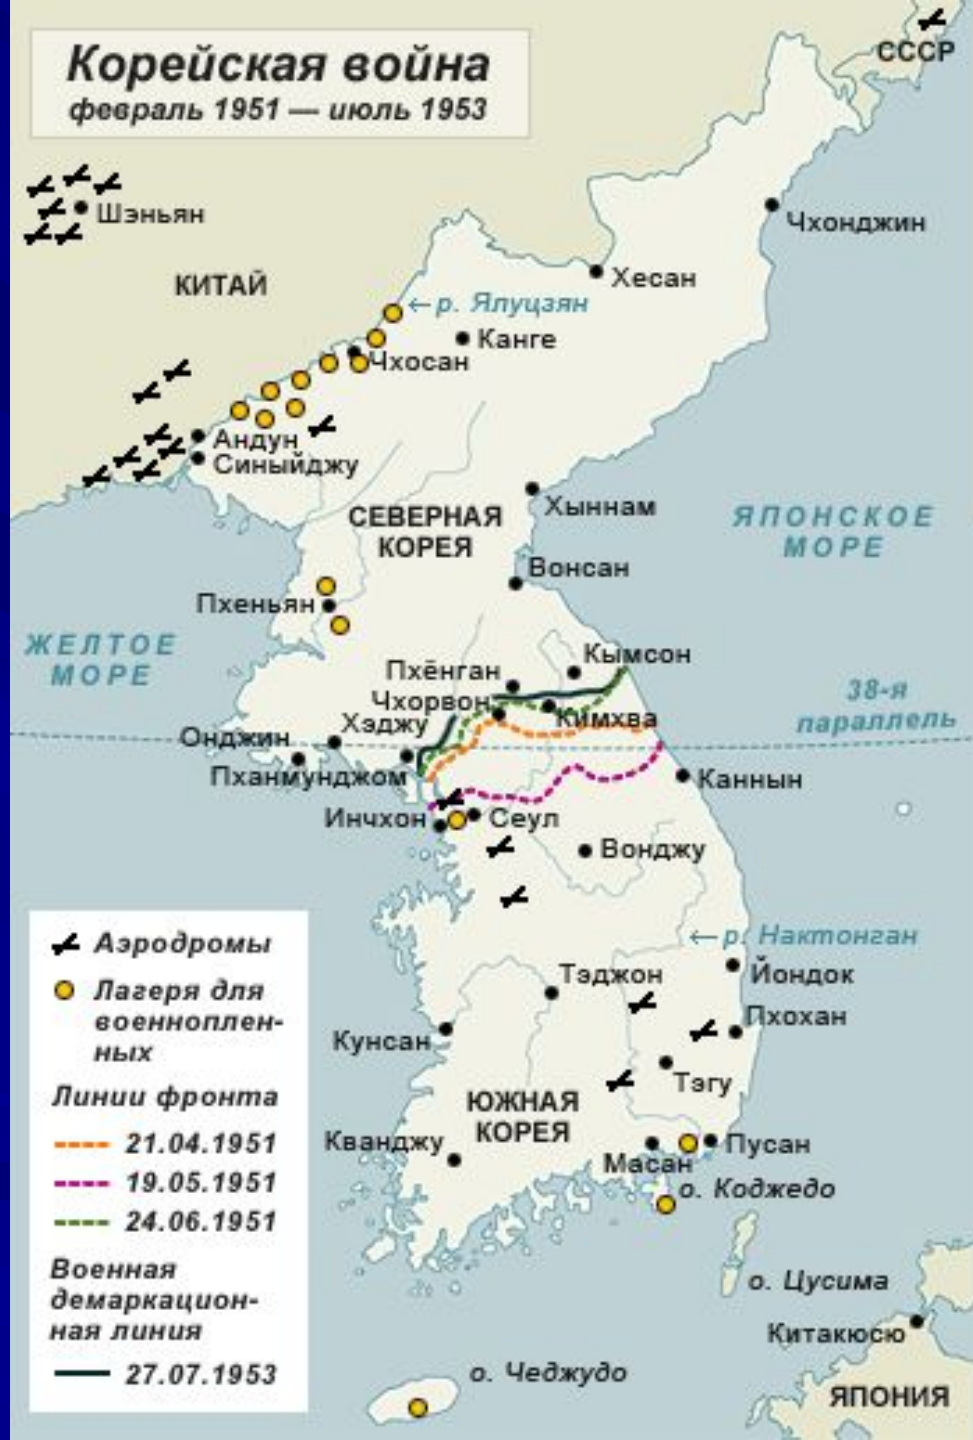 Корейская война
февраль 1951 — июль 1953
СССР
Шэньян
Чхонджин
КИТАЙ
Хесан
←р. Ялуцзян
Канге
Чхосан
Андун
Синыйджу
СЕВЕРНАЯ
КОРЕЯ
Хыннам
ЯПОНСКОЕ
МОРЕ
Вонсан
Пхеньян
ЖЕЛТОЕ
МОРЕ
Кымсон
Пхёнган
Чхорвон
Кимхва
38-я
параллель
Хэджу
Онджин
Пханмунджом
Каннын
Инчхон
Сеул
Вонджу
←р. Нактонган
Тэджон
Йондок
Пхохан
Кунсан
Тэгу
ЮЖНАЯ
КОРЕЯ
Кванджу
Пусан
Масан
о. Коджедо
о. Цусима
Китакюсю
о. Чеджудо
ЯПОНИЯ
Аэродромы
Лагеря для
военноплен-
ных
Линии фронта
21.04.1951
19.05.1951
24.06.1951
Военная
демаркацион-
ная линия
27.07.1953